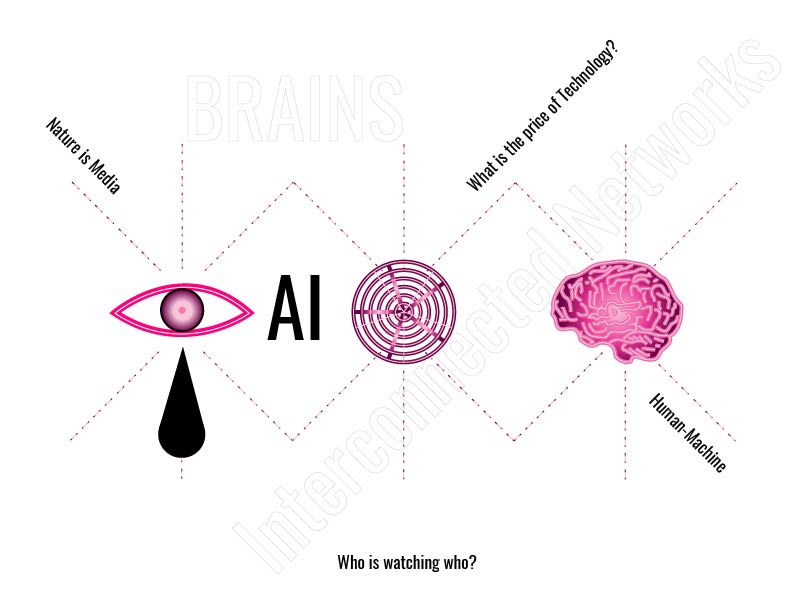 BRAINS
What is the price of Technology?
Interconnected Networks
Nature is Media
AI
Human-Machine
Who is watching who?